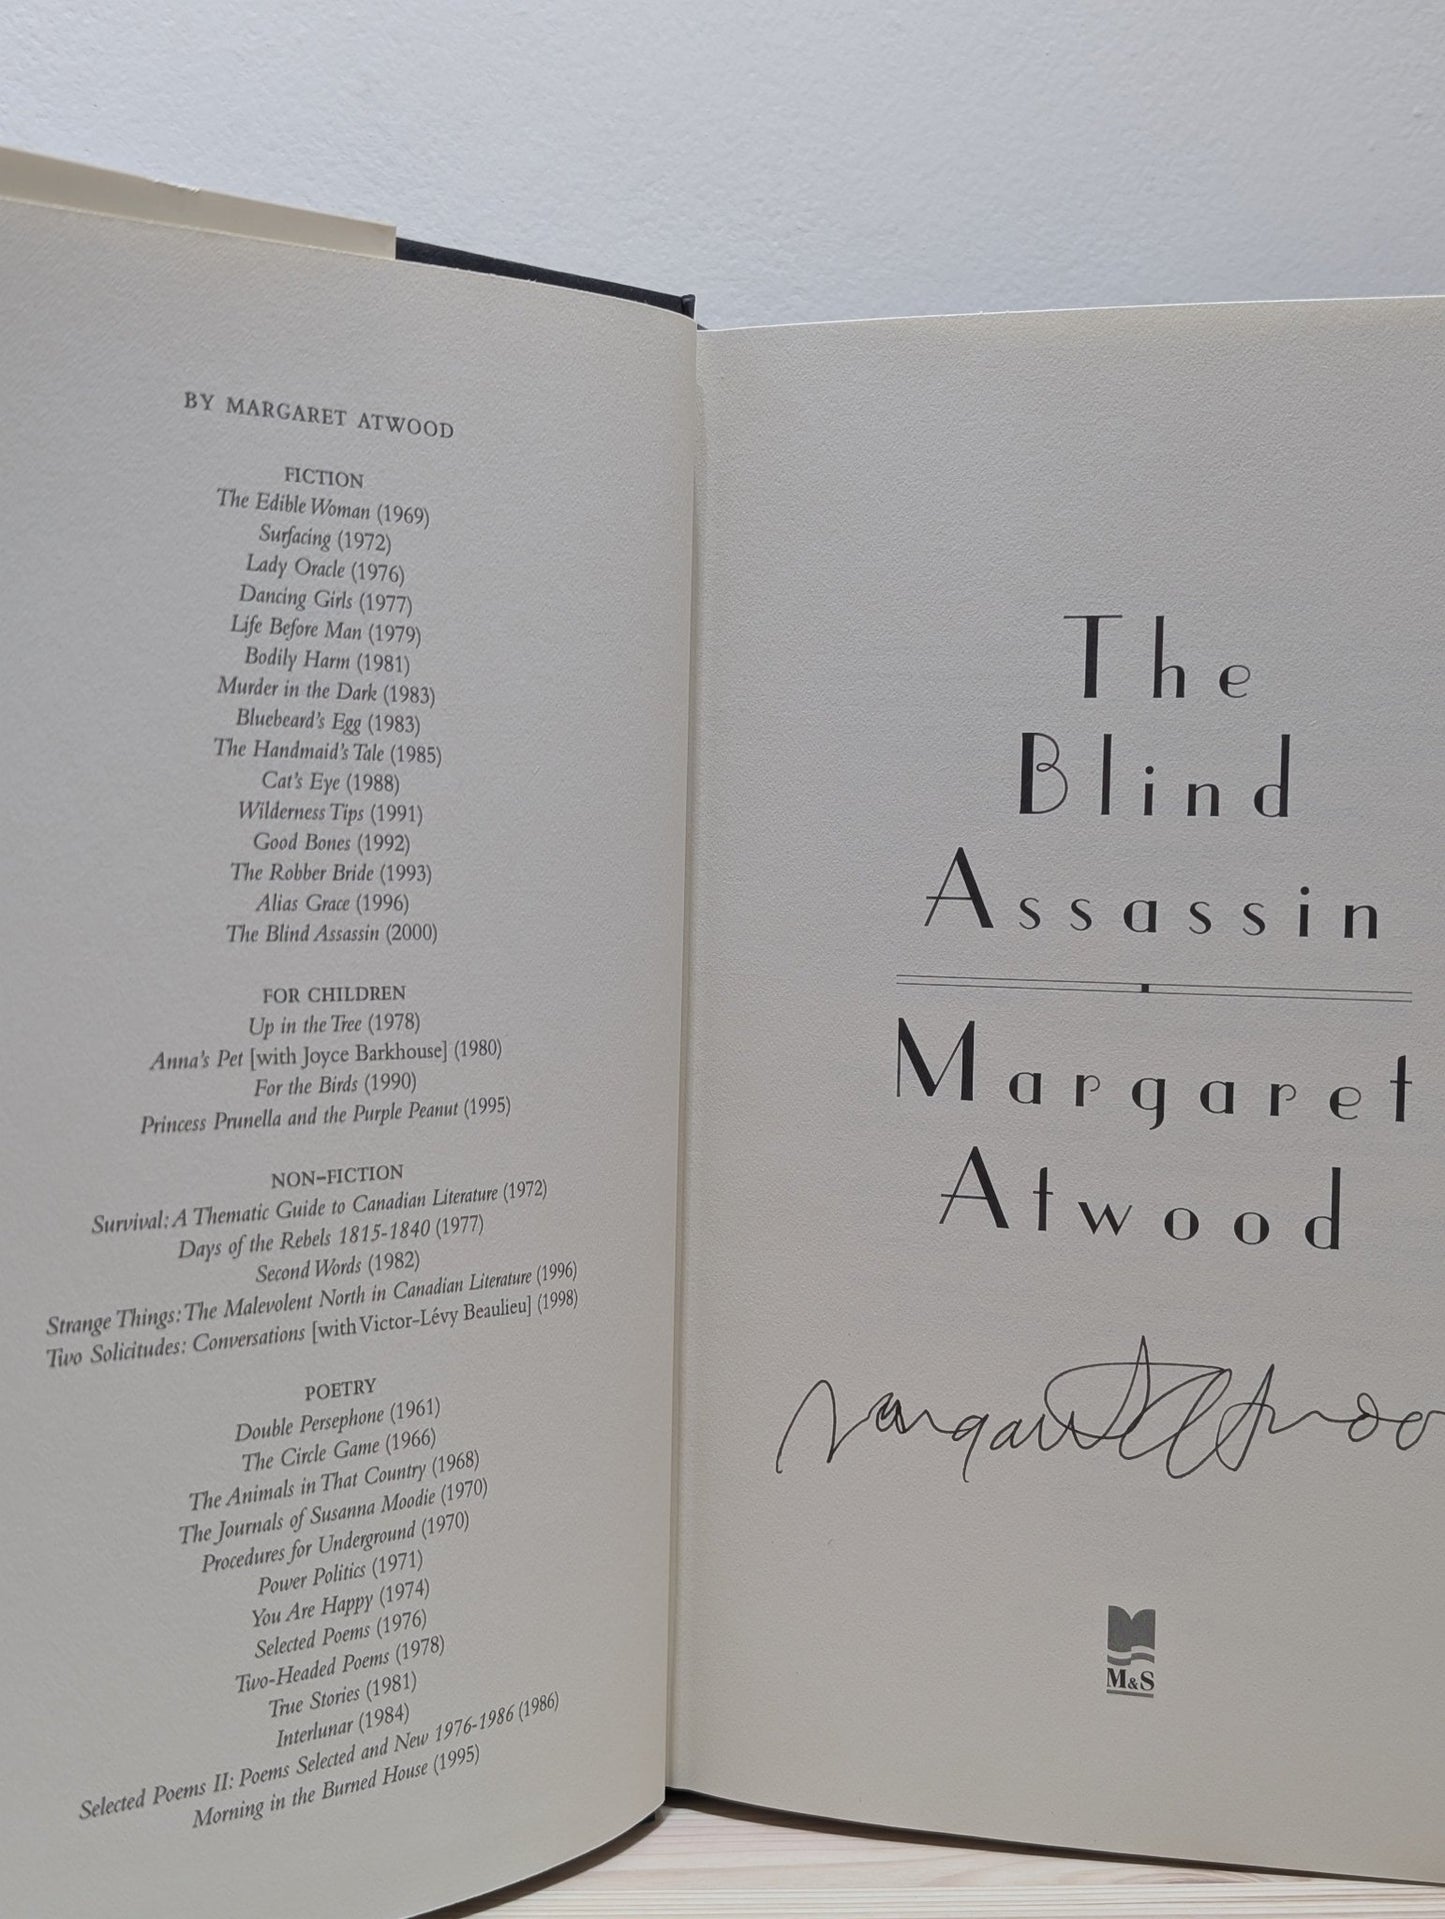 BY MARGARET ATWOOD
FICTION
The Edible Woman (1969)
Surfacing (1972)
Lady Oracle (1976)
Dancing Girls (1977)
Life Before Man (1979)
Bodily Harm (1981)
Murder in the Dark (1983)
Bluebeard's Egg (1983)
The Handmaid's Tale (1985)
Cat's Eye (1988)
Wilderness Tips (1991)
Good Bones (1992)
The Robber Bride (1993)
Alias Grace (1996)
The Blind Assassin (2000)
FOR CHILDREN
Up in the Tree (1978)
Anna's Pet [with Joyce Barkhouse] (1980)
For the Birds (1990)
Princess Prunella and the Purple Peanut (1995)
NON-FICTION
Survival: A Thematic Guide to Canadian Literature (1972)
Days of the Rebels 1815-1840 (1977)
Second Words (1982)
Strange Things: The Malevolent North in Canadian Literature (1996)
Two Solicitudes: Conversations [with Victor-Lévy Beaulieu] (1998)
POETRY
Double Persephone (1961)
The Circle Game (1966)
The Animals in That Country (1968)
The Journals of Susanna Moodie (1970)
Procedures for Underground (1970)
Power Politics (1971)
You Are Happy (1974)
Selected Poems (1976)
Two-Headed Poems (1978)
True Stories (1981)
Interlunar (1984)
Selected Poems II: Poems Selected and New 1976-1986 (1986)
Morning in the Burned House (1995)
The
Blind
Assassin
Margaret
Atwood
Margaret Atwoo
M&S